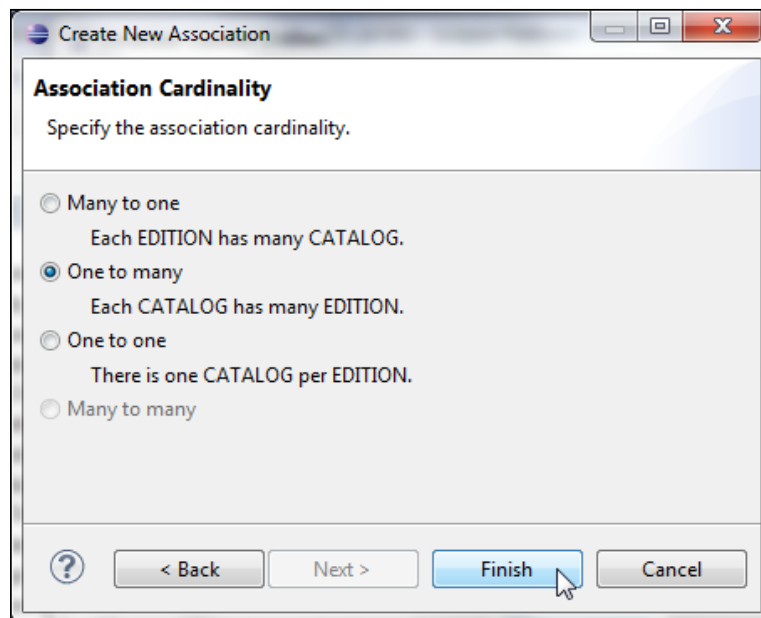 Create New Association
Association Cardinality
Specify the association cardinality.
Many to one
Each EDITION has many CATALOG.
One to many
Each CATALOG has many EDITION.
One to one
There is one CATALOG per EDITION.
Many to many
? < Back Next > Finish Cancel